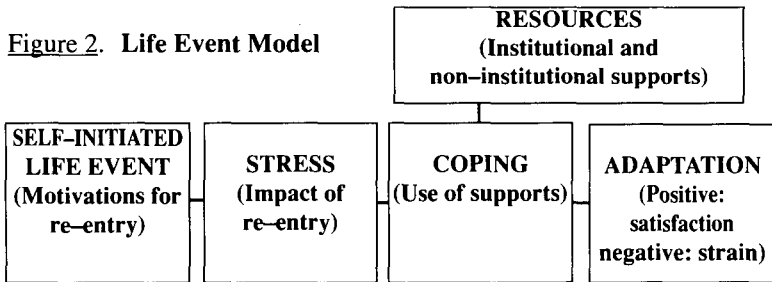 Figure 2. Life Event Model
RESOURCES
(Institutional and
non–institutional supports)
SELF–INITIATED
LIFE EVENT
(Motivations for
re–entry)
STRESS
(Impact of
re–entry)
COPING
(Use of supports)
ADAPTATION
(Positive:
satisfaction
negative: strain)